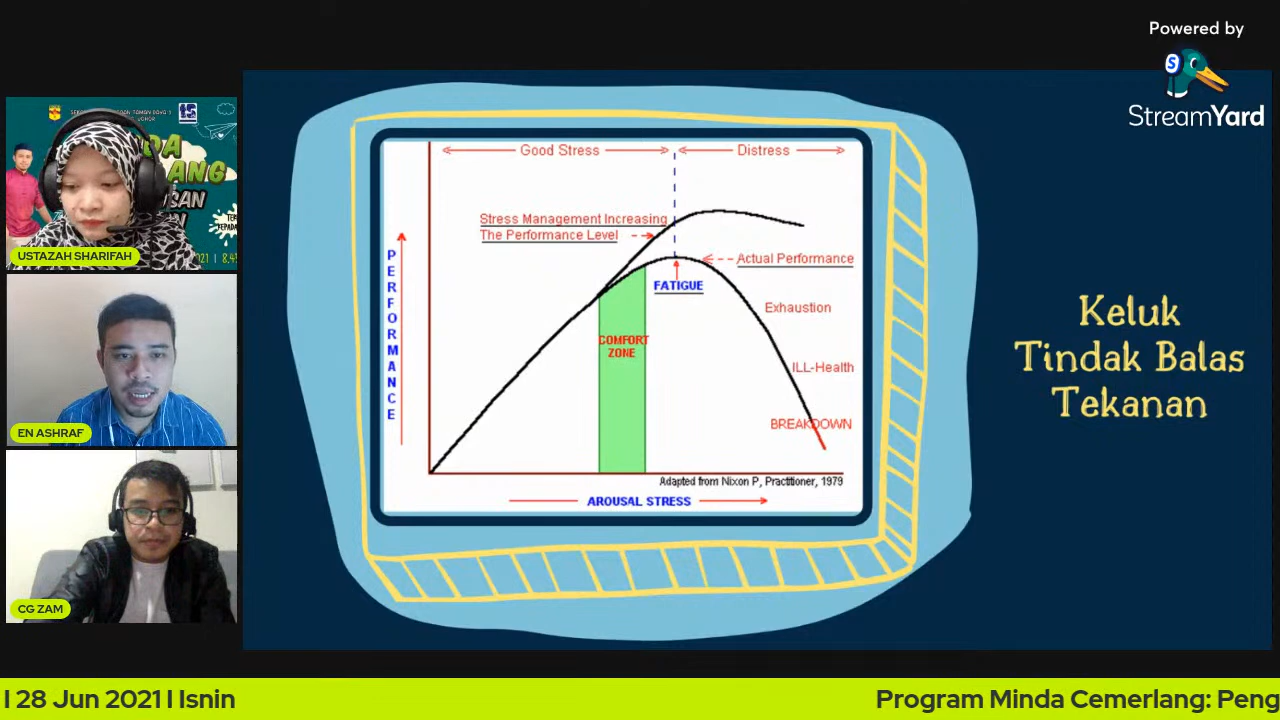 Powered by
StreamYard
Good Stress
Distress
Stress Management Increasing
The Performance Level
Actual Performance
FATIGUE
Exhaustion
COMFORT
ZONE
ILL-Health
BREAKDOWN
PERFORMANCE
Adapted from Nixon P, Practitioner, 1979
AROUSAL STRESS
Keluk
Tindak Balas
Tekanan
USTAZAH SHARIFAH
EN ASHRAF
CG ZAM
I 28 Jun 2021 I Isnin
Program Minda Cemerlang: Peng